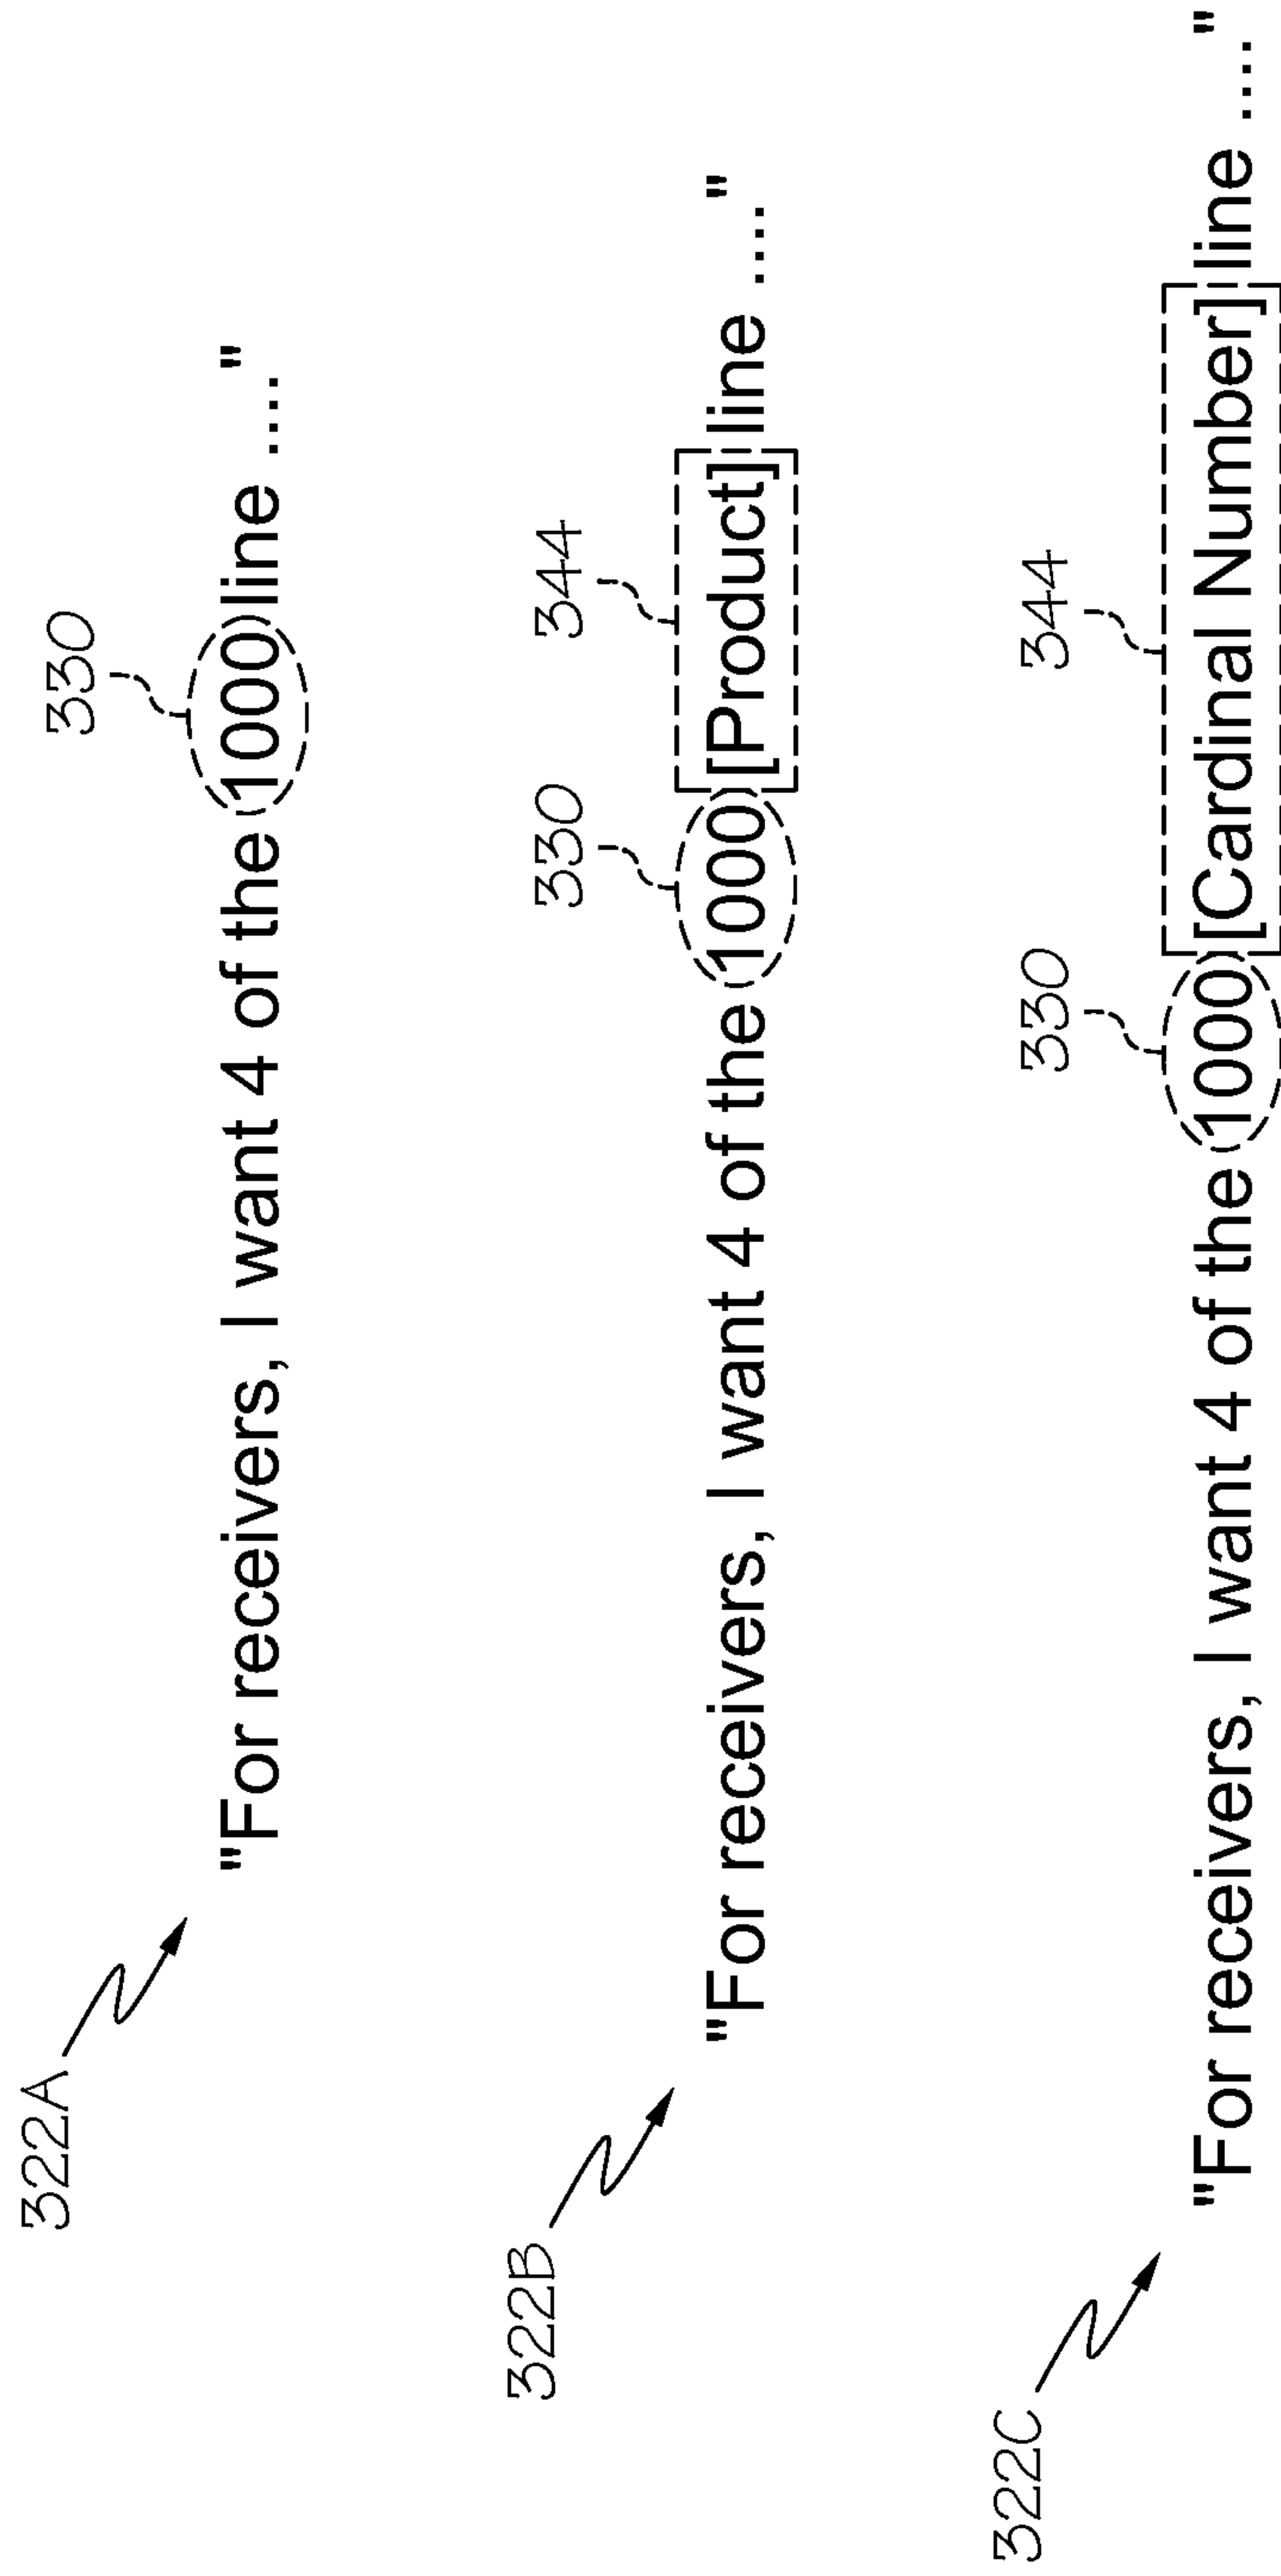 322A
330
"For receivers, I want 4 of the 1000 line ...."
322B
330 344
"For receivers, I want 4 of the 1000 [Product] line ...."
322C
330 344
"For receivers, I want 4 of the 1000 [Cardinal Number] line ...."